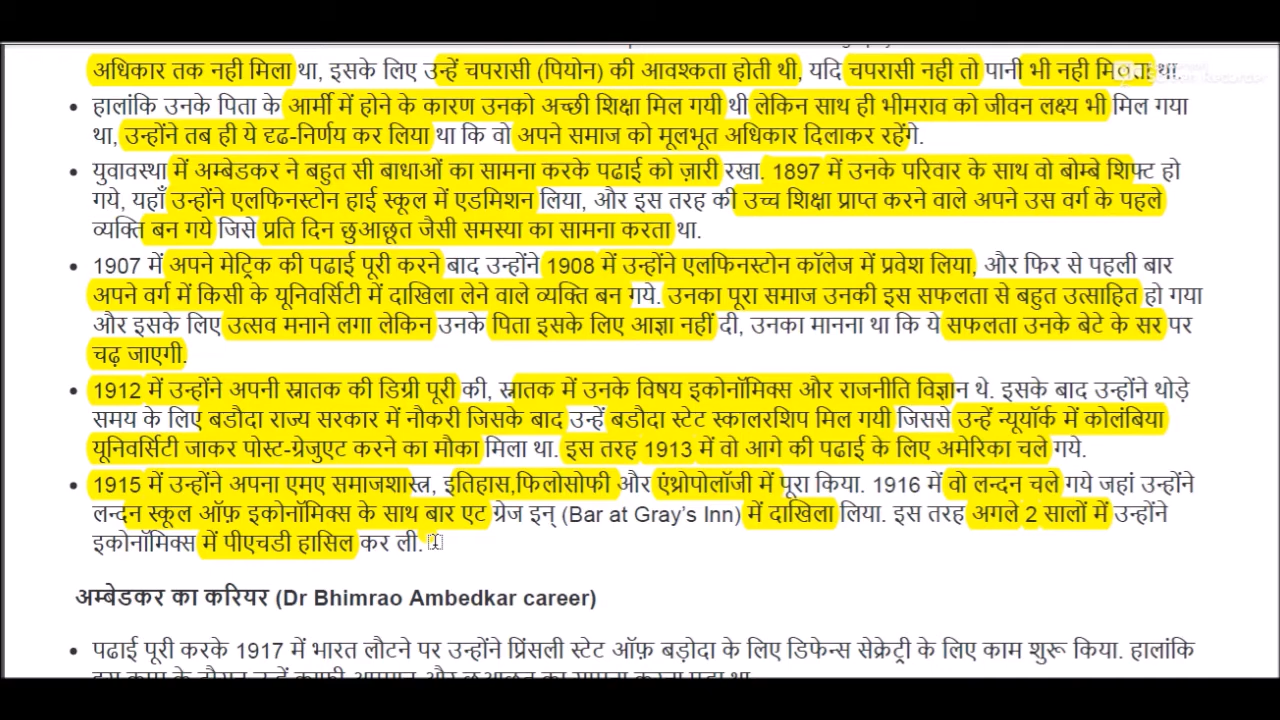 अधिकार तक नही मिला था, इसके लिए उन्हें चपरासी (पियोन) की आवश्कता होती थी, यदि चपरासी नही तो पानी भी नही
हालांकि उनके पिता के आर्मी में होने के कारण उनको अच्छी शिक्षा मिल गयी थी लेकिन साथ ही भीमराव को जीवन लक्ष्य भी मिल गया
था, उन्होंने तब ही ये दृढ-निर्णय कर लिया था कि वो अपने समाज को मूलभूत अधिकार दिलाकर रहेंगे.
युवावस्था में अम्बेडकर ने बहुत सी बाधाओं का सामना करके पढाई को ज़ारी रखा. 1897 में उनके परिवार के साथ वो बोम्बे शिफ्ट हो
गये, यहाँ उन्होंने एलफिनस्टोन हाई स्कूल में एडमिशन लिया, और इस तरह की उच्च शिक्षा प्राप्त करने वाले अपने उस वर्ग के पहले
व्यक्ति बन गये जिसे प्रति दिन छुआछूत जैसी समस्या का सामना करता था.
1907 में अपने मेट्रिक की पढाई पूरी करने बाद उन्होंने 1908 में उन्होंने एलफिनस्टोन कॉलेज में प्रवेश लिया, और फिर से पहली बार
अपने वर्ग में किसी के यूनिवर्सिटी में दाखिला लेने वाले व्यक्ति बन गये. उनका पूरा समाज उनकी इस सफलता से बहुत उत्साहित हो गया
और इसके लिए उत्सव मनाने लगा लेकिन उनके पिता इसके लिए आज्ञा नहीं दी, उनका मानना था कि ये सफलता उनके बेटे के सर पर
चढ़ जाएगी.
1912 में उन्होंने अपनी स्नातक की डिग्री पूरी की, स्नातक में उनके विषय इकोनॉमिक्स और राजनीति विज्ञान थे. इसके बाद उन्होंने थोड़े
समय के लिए बडौदा राज्य सरकार में नौकरी जिसके बाद उन्हें बडौदा स्टेट स्कालरशिप मिल गयी जिससे उन्हें न्यूयॉर्क में कोलंबिया
यूनिवर्सिटी जाकर पोस्ट-ग्रेजुएट करने का मौका मिला था. इस तरह 1913 में वो आगे की पढाई के लिए अमेरिका चले गये.
1915 में उन्होंने अपना एमए समाजशास्त्र, इतिहास,फिलोसोफी और एंथ्रोपोलॉजी में पूरा किया. 1916 में वो लन्दन चले गये जहां उन्होंने
लन्दन स्कूल ऑफ़ इकोनॉमिक्स के साथ बार एट ग्रेज इन् (Bar at Gray’s Inn) में दाखिला लिया. इस तरह अगले 2 सालों में उन्होंने
इकोनॉमिक्स में पीएचडी हासिल कर ली.
अम्बेडकर का करियर (Dr Bhimrao Ambedkar career)
पढाई पूरी करके 1917 में भारत लौटने पर उन्होंने प्रिंसली स्टेट ऑफ़ बड़ोदा के लिए डिफेन्स सेक्रेट्री के लिए काम शुरू किया. हालांकि